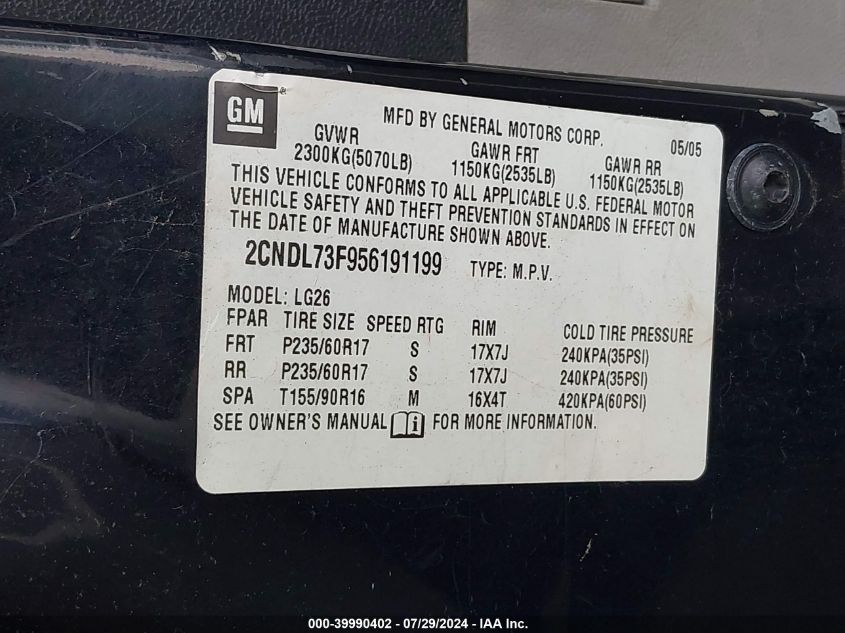 GM
MFD BY GENERAL MOTORS CORP. 05/05
GVWR GAWR FRT GAWR RR
2300KG(5070LB) 1150KG(2535LB) 1150KG(2535LB)
THIS VEHICLE CONFORMS TO ALL APPLICABLE U.S. FEDERAL MOTOR
VEHICLE SAFETY AND THEFT PREVENTION STANDARDS IN EFFECT ON
THE DATE OF MANUFACTURE SHOWN ABOVE.
2CNDL73F956191199 TYPE: M.P.V.
MODEL: LG26
FPAR TIRE SIZE SPEED RTG RIM COLD TIRE PRESSURE
FRT P235/60R17 S 17X7J 240KPA(35PSI)
RR P235/60R17 S 17X7J 240KPA(35PSI)
SPA T155/90R16 M 16X4T 420KPA(60PSI)
SEE OWNER'S MANUAL i FOR MORE INFORMATION.
000-39990402 - 07/29/2024 - IAA Inc.